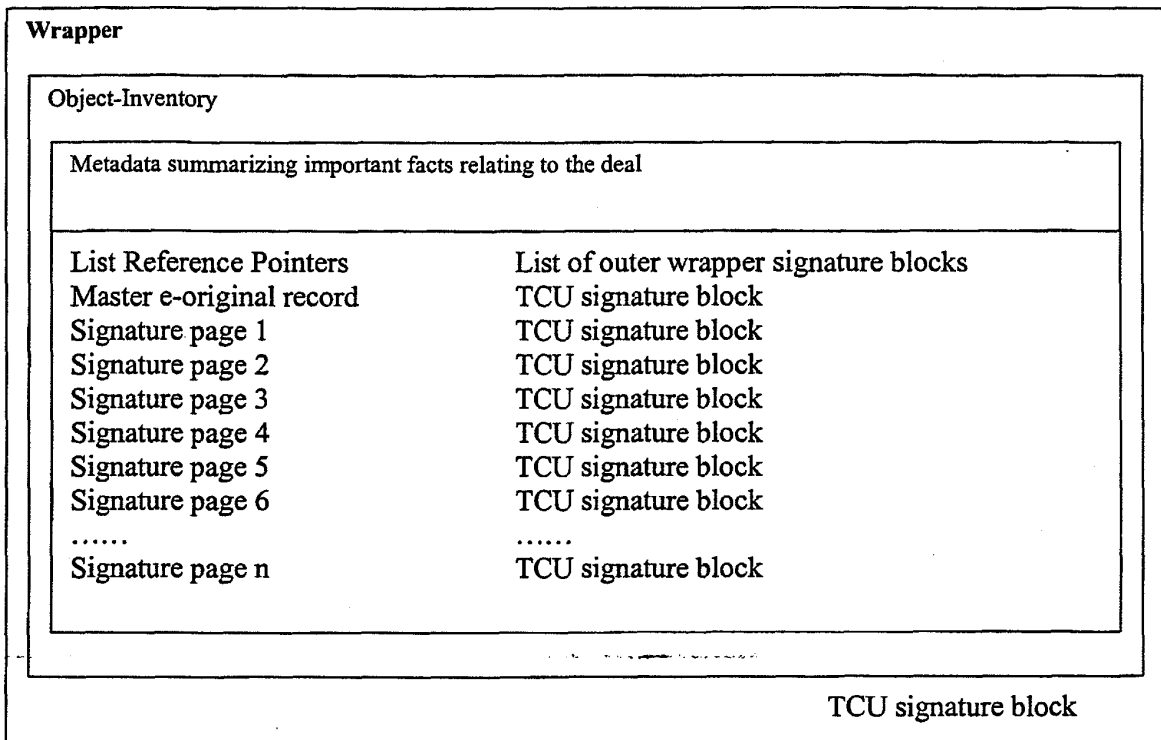 Wrapper
Object-Inventory
Metadata summarizing important facts relating to the deal
List Reference Pointers List of outer wrapper signature blocks
Master e-original record TCU signature block
Signature page 1 TCU signature block
Signature page 2 TCU signature block
Signature page 3 TCU signature block
Signature page 4 TCU signature block
Signature page 5 TCU signature block
Signature page 6 TCU signature block
...... ......
Signature page n TCU signature block
TCU signature block